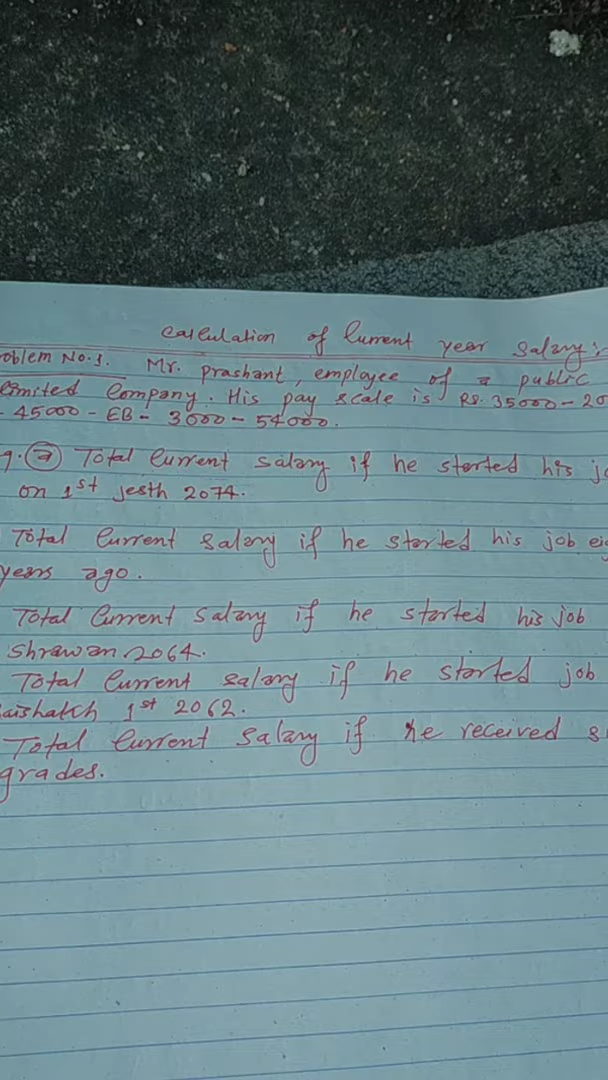 Calculation of Current year Salary:
oblem No.1. Mr. prashant, employee of a public
limited Company. His pay scale is Rs. 35000 - 20
- 45000 - EB - 3000 - 54000.
q. (a) Total Current salary if he started his jo
on 1st jesth 2074.
Total Current salary if he started his job eig
years ago.
Total Current salary if he started his job
Shrawan 2064.
Total Current salary if he started job
aishakh 1st 2062.
Total Current Salary if he received si
grades.